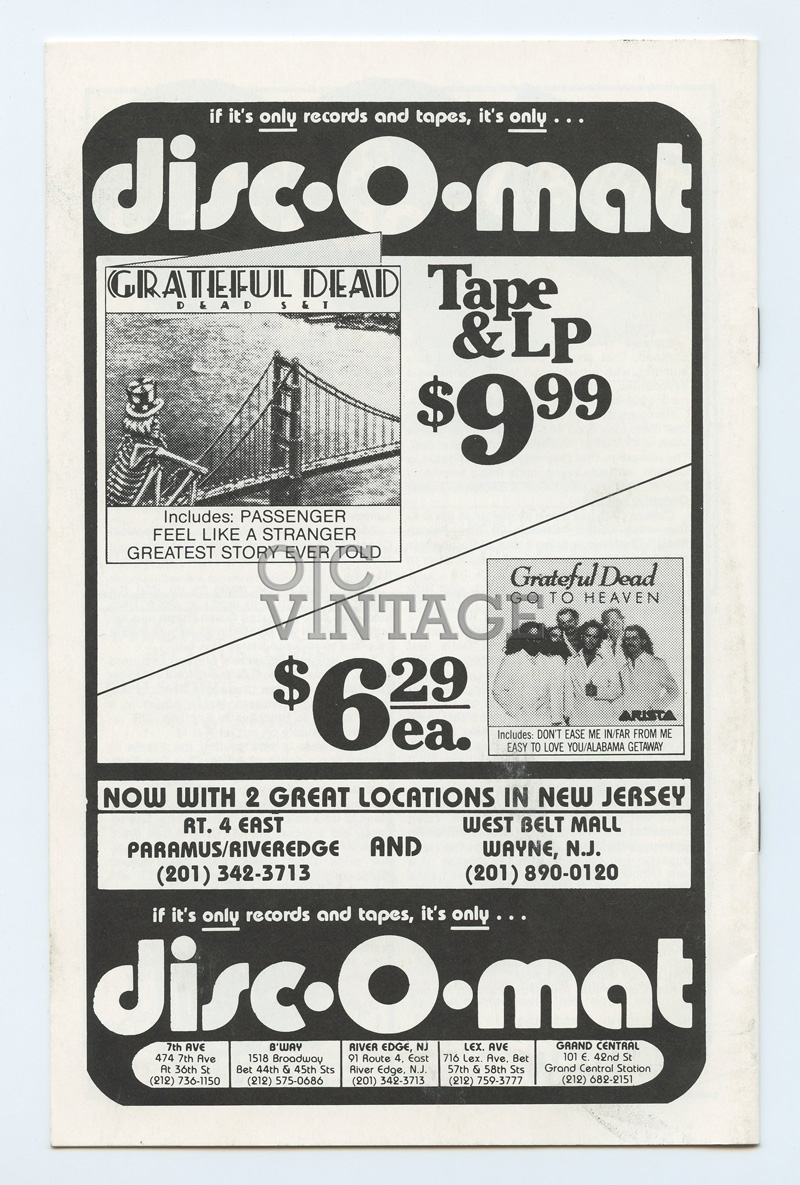 if it's only records and tapes, it's only . . .
disc•O•mat
GRATEFUL DEAD
DEAD SET
Tape
& LP
$9.99
Includes: PASSENGER
FEEL LIKE A STRANGER
GREATEST STORY EVER TOLD
OJC
VINTAGE
Grateful Dead
GO TO HEAVEN
$6.29
ea.
ARISTA
Includes: DON'T EASE ME IN/FAR FROM ME
EASY TO LOVE YOU/ALABAMA GETAWAY
NOW WITH 2 GREAT LOCATIONS IN NEW JERSEY
RT. 4 EAST
PARAMUS/RIVEREDGE
(201) 342-3713
AND
WEST BELT MALL
WAYNE, N.J.
(201) 890-0120
if it's only records and tapes, it's only . . .
disc•O•mat
7th AVE
474 7th Ave
At 36th St
(212) 736-1150
B'WAY
1518 Broadway
Bet 44th & 45th Sts
(212) 575-0686
RIVER EDGE, NJ
91 Route 4, East
River Edge, N.J.
(201) 342-3713
LEX. AVE
716 Lex. Ave, Bet
57th & 58th Sts
(212) 759-3777
GRAND CENTRAL
101 E. 42nd St
Grand Central Station
(212) 682-2151